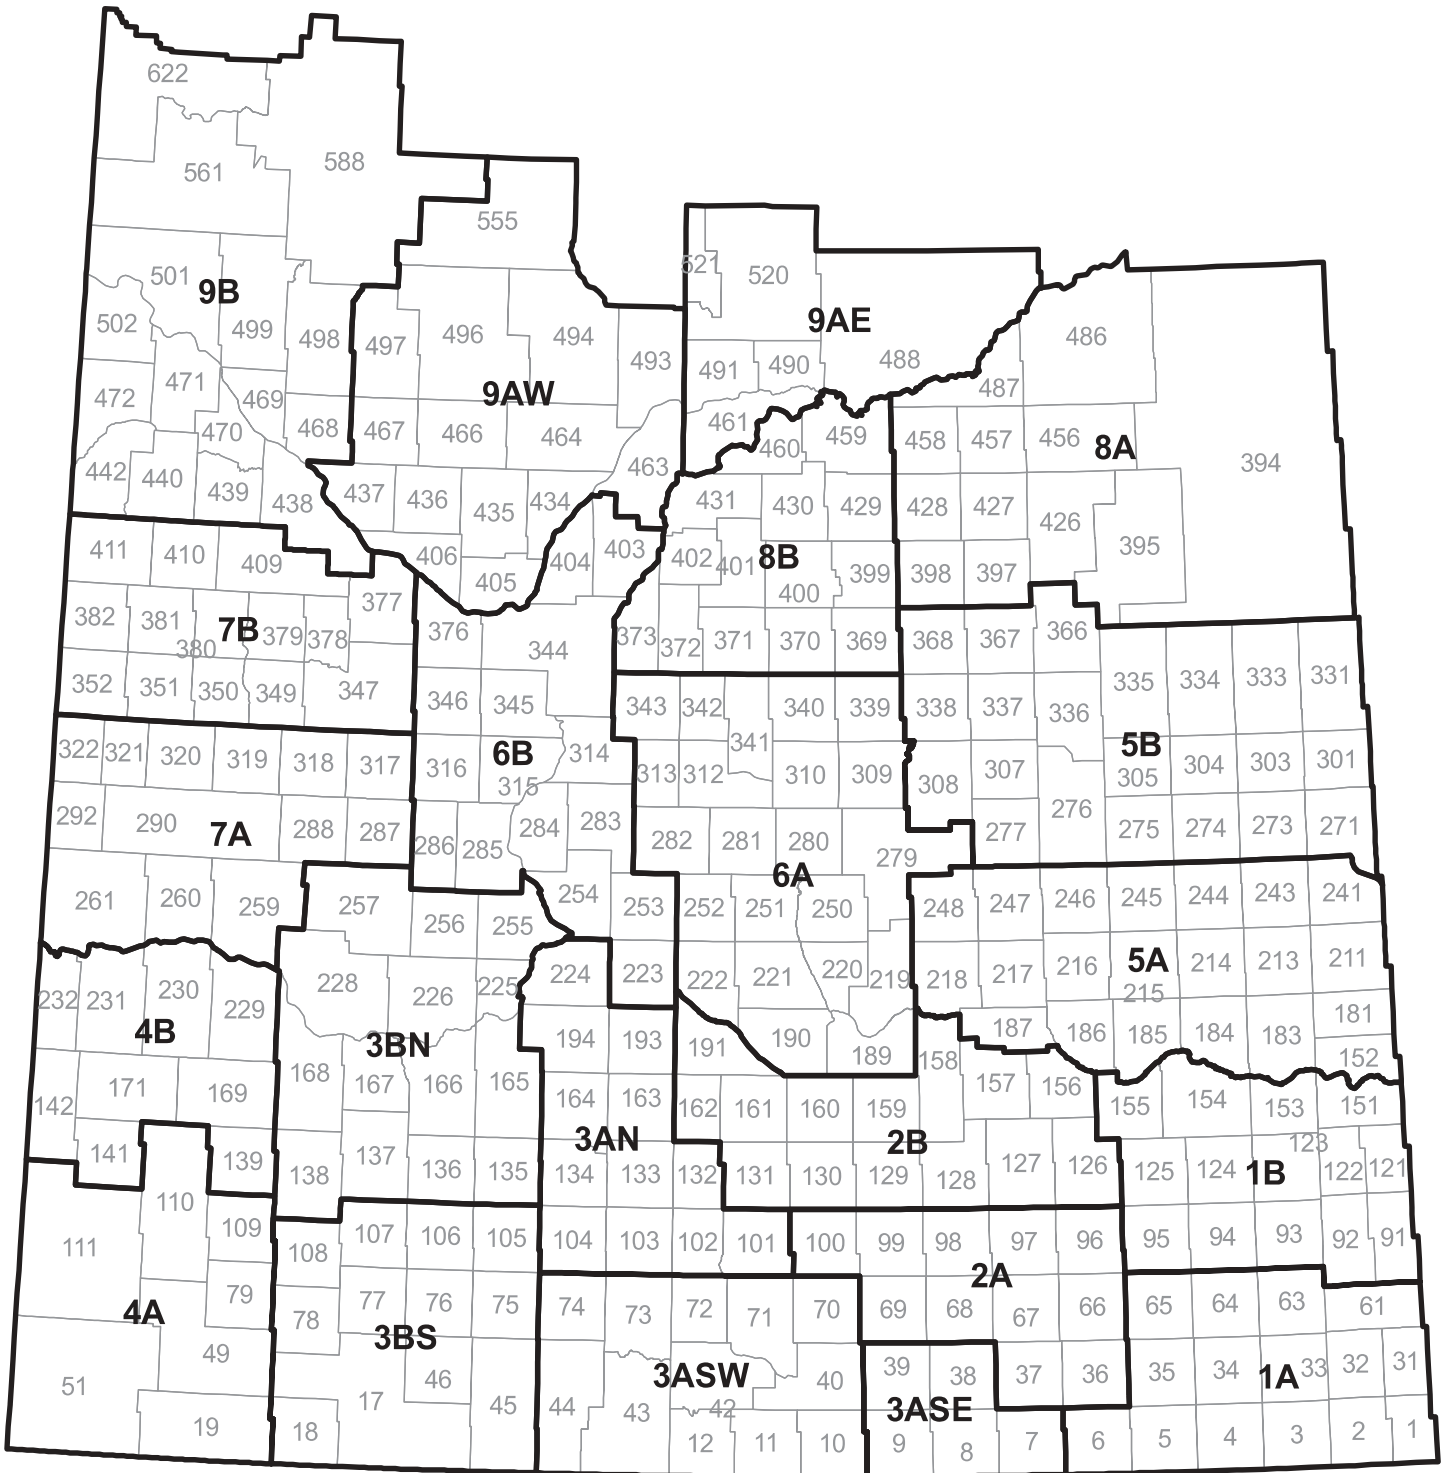 622
561 588
555
501 9B 521 520
502 499 498 497 496 494 493 9AE 486
491 490 488 487
472 471 469 9AW
470 468 467 466 464 463 461 460 459 458 457 456 8A 394
442 440 439 438 437 436 435 434 431 430 429 428 427 426 395
411 410 409 406 405 404 403 402 401 8B 400 399 398 397
382 381 380 7B 379 378 377 376 344 373 372 371 370 369 368 367 366
352 351 350 349 347 346 345 343 342 341 340 339 338 337 336 335 334 333 331
322 321 320 319 318 317 316 6B 315 314 313 312 310 309 308 307 5B 305 304 303 301
292 290 7A 288 287 286 285 284 283 282 281 280 279 277 276 275 274 273 271
261 260 259 257 256 255 254 253 252 251 6A 250 248 247 246 245 244 243 241
232 231 230 229 228 226 225 224 223 222 221 220 219 218 217 216 5A 215 214 213 211
4B 3BN 194 193 191 190 189 187 186 185 184 183 181
171 169 168 167 166 165 164 163 162 161 160 159 158 157 156 155 154 153 152 151
142 141 139 138 137 136 135 3AN 134 133 132 131 130 129 2B 128 127 126 125 124 1B 123 122 121
111 110 109 108 107 106 105 104 103 102 101 100 99 98 97 96 95 94 93 92 91
4A 79 78 77 76 75 74 73 72 71 70 69 68 2A 67 66 65 64 63 61
51 49 3BS 46 45 44 43 3ASW 42 40 39 38 37 36 35 34 1A 33 32 31
19 18 17 12 11 10 3ASE 9 8 7 6 5 4 3 2 1